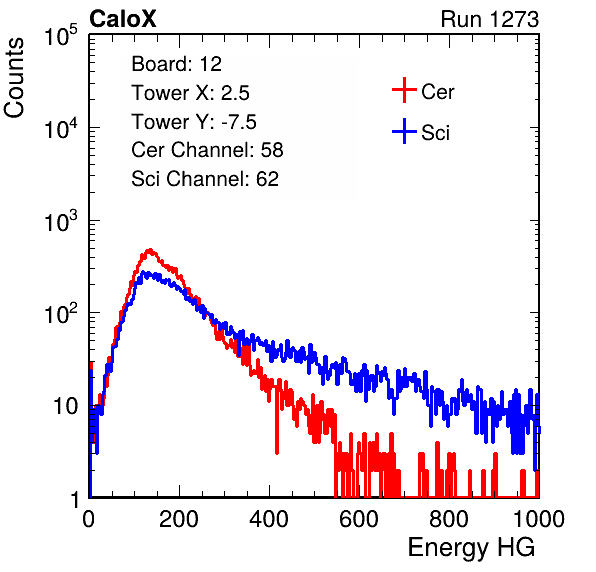 CaloX Run 1273
Counts
Board: 12
Tower X: 2.5
Tower Y: -7.5
Cer Channel: 58
Sci Channel: 62
Cer
Sci
10^5
10^4
10^3
10^2
10
1
0 200 400 600 800 1000
Energy HG